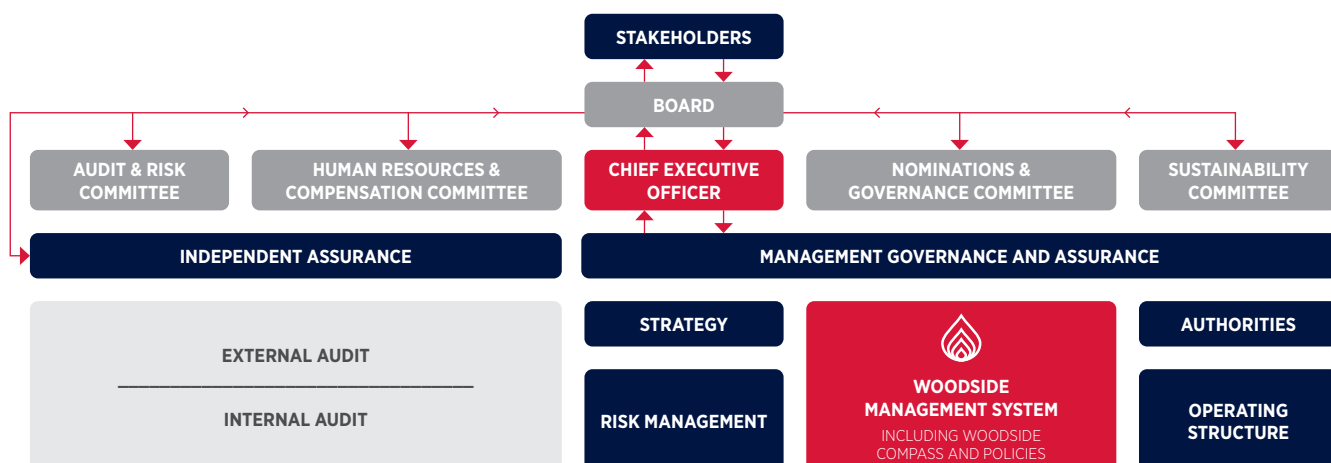 STAKEHOLDERS
BOARD
AUDIT & RISK
COMMITTEE
HUMAN RESOURCES &
COMPENSATION COMMITTEE
CHIEF EXECUTIVE
OFFICER
NOMINATIONS &
GOVERNANCE COMMITTEE
SUSTAINABILITY
COMMITTEE
INDEPENDENT ASSURANCE
MANAGEMENT GOVERNANCE AND ASSURANCE
EXTERNAL AUDIT
INTERNAL AUDIT
STRATEGY
RISK MANAGEMENT
WOODSIDE
MANAGEMENT SYSTEM
INCLUDING WOODSIDE
COMPASS AND POLICIES
AUTHORITIES
OPERATING
STRUCTURE